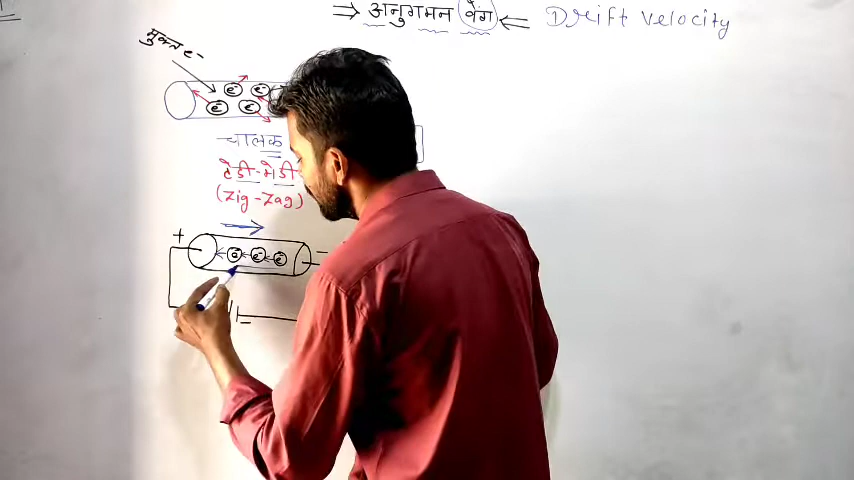 ⇒ अनुगमन वेग ⇐ Drift velocity
मुक्त e-
e- e-
e- e-
चालक
टेडी-मेडी
(Zig-Zag)
+ -
e- e- e-
-